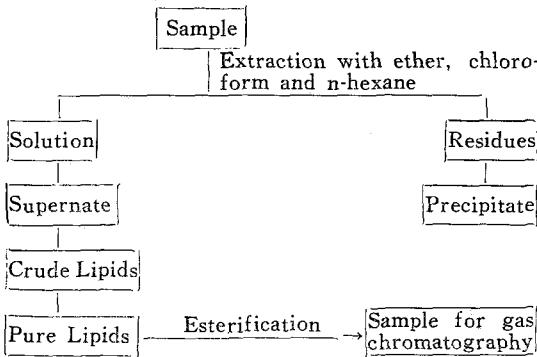 Sample
Extraction with ether, chloro-
form and n-hexane
Solution
Residues
Supernate
Precipitate
Crude Lipids
Pure Lipids
Esterification
Sample for gas
chromatography